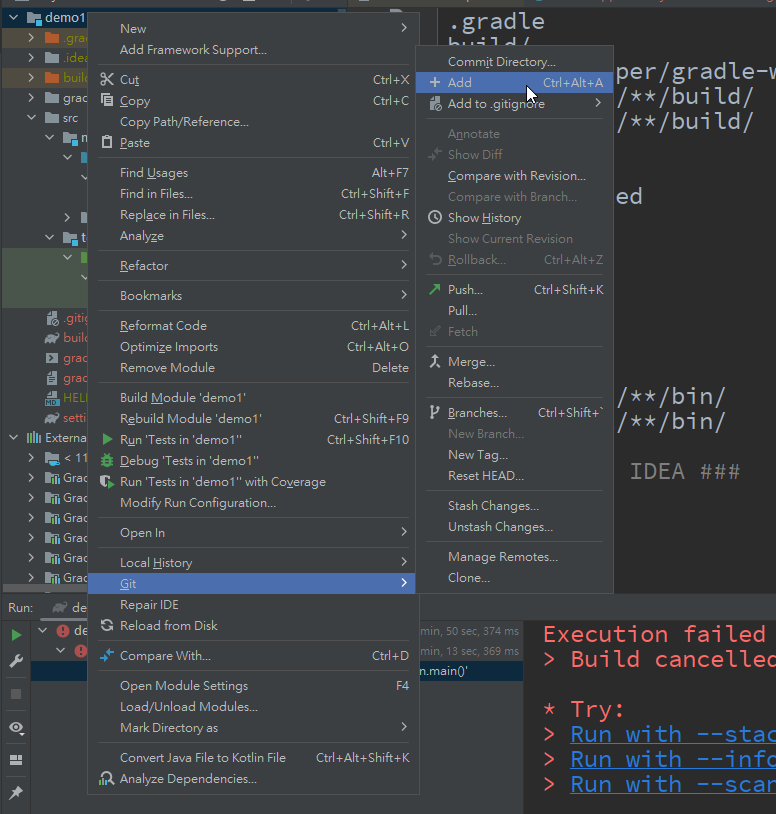 demo1
.gra
.idea
build
grac
src
m
t
.gitig
build
grac
grac
HEL
setti
Externa
< 11
Grac
Grac
Grac
Grac
Grac
Grac
New
Add Framework Support...
Cut Ctrl+X
Copy Ctrl+C
Copy Path/Reference...
Paste Ctrl+V
Find Usages Alt+F7
Find in Files... Ctrl+Shift+F
Replace in Files... Ctrl+Shift+R
Analyze
Refactor
Bookmarks
Reformat Code Ctrl+Alt+L
Optimize Imports Ctrl+Alt+O
Remove Module Delete
Build Module 'demo1'
Rebuild Module 'demo1' Ctrl+Shift+F9
Run 'Tests in 'demo1'' Ctrl+Shift+F10
Debug 'Tests in 'demo1''
Run 'Tests in 'demo1'' with Coverage
Modify Run Configuration...
Open In
Local History
Git
Repair IDE
Reload from Disk
Compare With... Ctrl+D
Open Module Settings F4
Load/Unload Modules...
Mark Directory as
Convert Java File to Kotlin File Ctrl+Alt+Shift+K
Analyze Dependencies...
Commit Directory...
Add Ctrl+Alt+A
Add to .gitignore
Annotate
Show Diff
Compare with Revision...
Compare with Branch...
Show History
Show Current Revision
Rollback... Ctrl+Alt+Z
Push... Ctrl+Shift+K
Pull...
Fetch
Merge...
Rebase...
Branches... Ctrl+Shift+`
New Branch...
New Tag...
Reset HEAD...
Stash Changes...
Unstash Changes...
Manage Remotes...
Clone...
.gradle
build/
per/gradle-w
/**/build/
/**/build/
ed
/**/bin/
/**/bin/
IDEA ###
Run: de
de
min, 50 sec, 374 ms
min, 13 sec, 369 ms
n.main()'
Execution failed
> Build cancelled
* Try:
> Run with --stac
> Run with --info
> Run with --scan